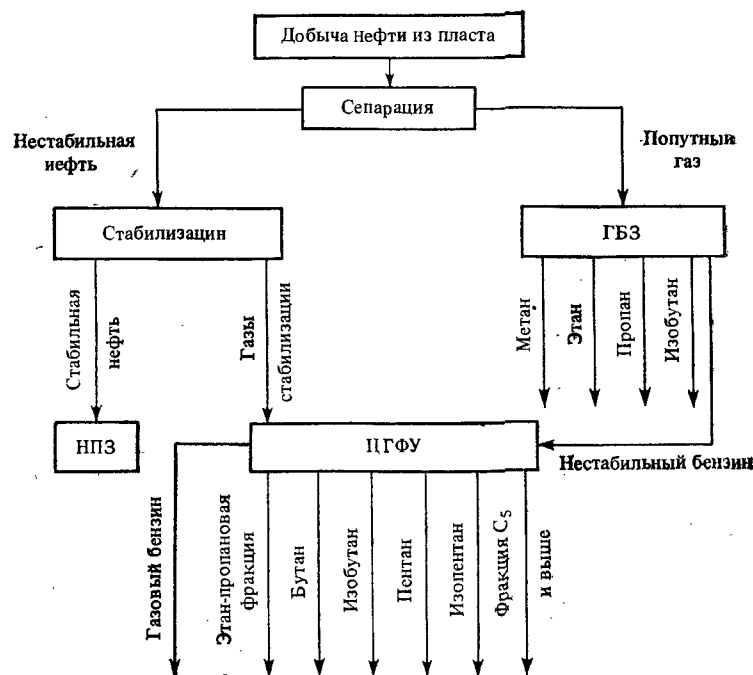 Добыча нефти из пласта
Сепарация
Нестабильная
нефть
Попутный
газ
Стабилизации
ГБЗ
Стабильная
нефть
Газы
стабилизации
Метан
Этан
Пропан
Изобутан
НПЗ
ЦГФУ
Нестабильный бензин
Газовый бензин
Этан-пропановая
фракция
Бутан
Изобутан
Пентан
Изопентан
Фракция C₅
и выше